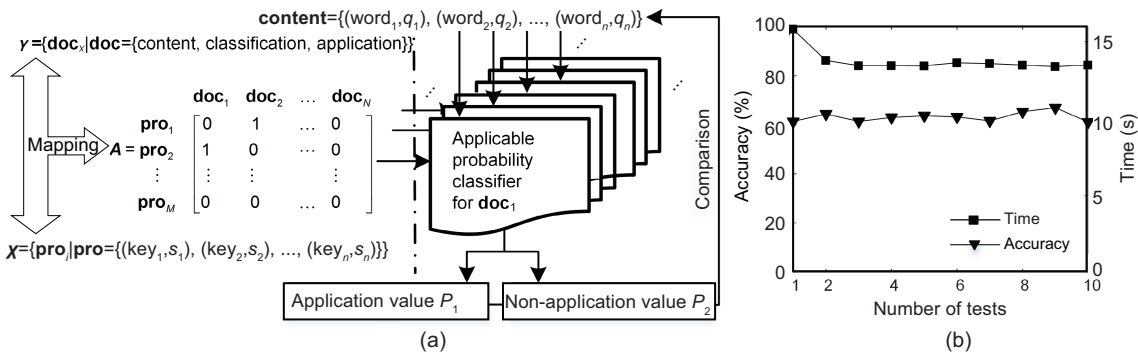 content={(word1,q1), (word2,q2), ..., (wordn,qn)}
Υ={docx|doc={content, classification, application}}
doc1 doc2 ... docN
Mapping
A =
pro1 0 1 ... 0
pro2 1 0 ... 0
⋮ ⋮ ⋮ ⋮
proM 0 0 ... 0
χ={proi|pro={(key1,s1), (key2,s2), ..., (keyn,sn)}}
Applicable
probability
classifier
for doc1
Comparison
Application value P1
Non-application value P2
(a)
Accuracy (%)
100
80
60
40
20
0
Time (s)
15
10
5
0
Time
Accuracy
1 2 4 6 8 10
Number of tests
(b)